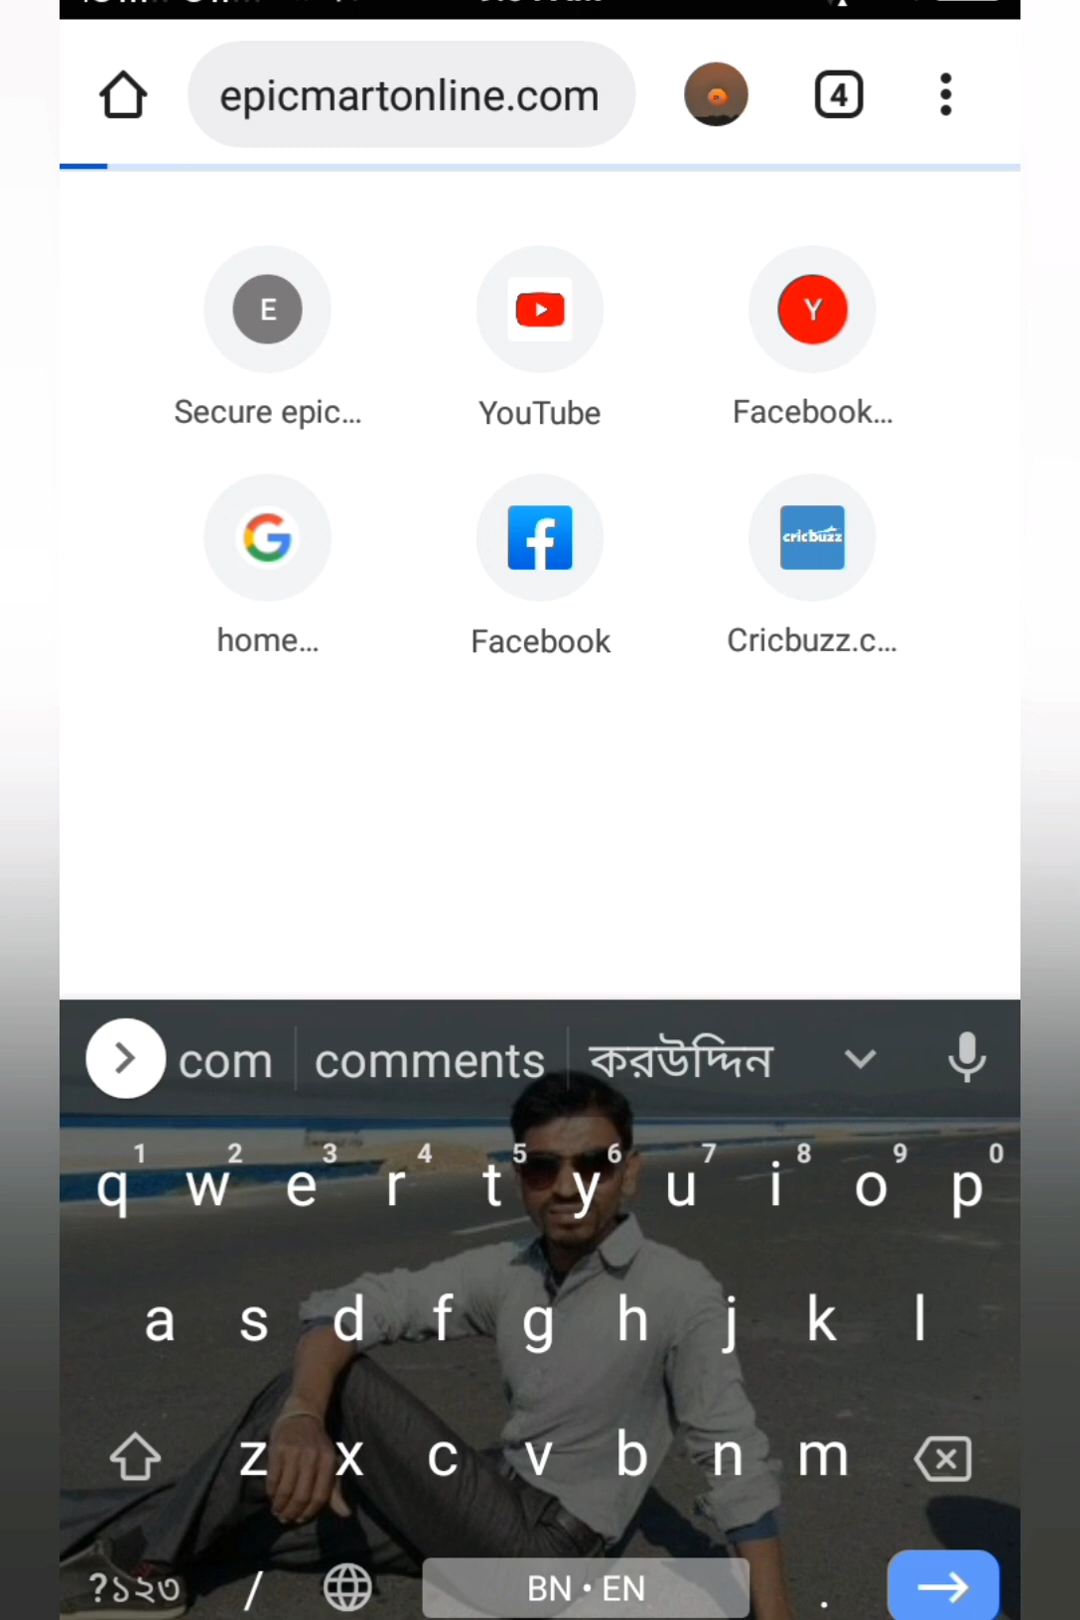 epicmartonline.com
4
E
Y
Secure epic...
YouTube
Facebook...
cricbuzz
home...
Facebook
Cricbuzz.c...
com
comments
করউদ্দিন
1 2 3 4 5 6 7 8 9 0
q w e r t y u i o p
a s d f g h j k l
z x c v b n m
?১২৩ / BN • EN .